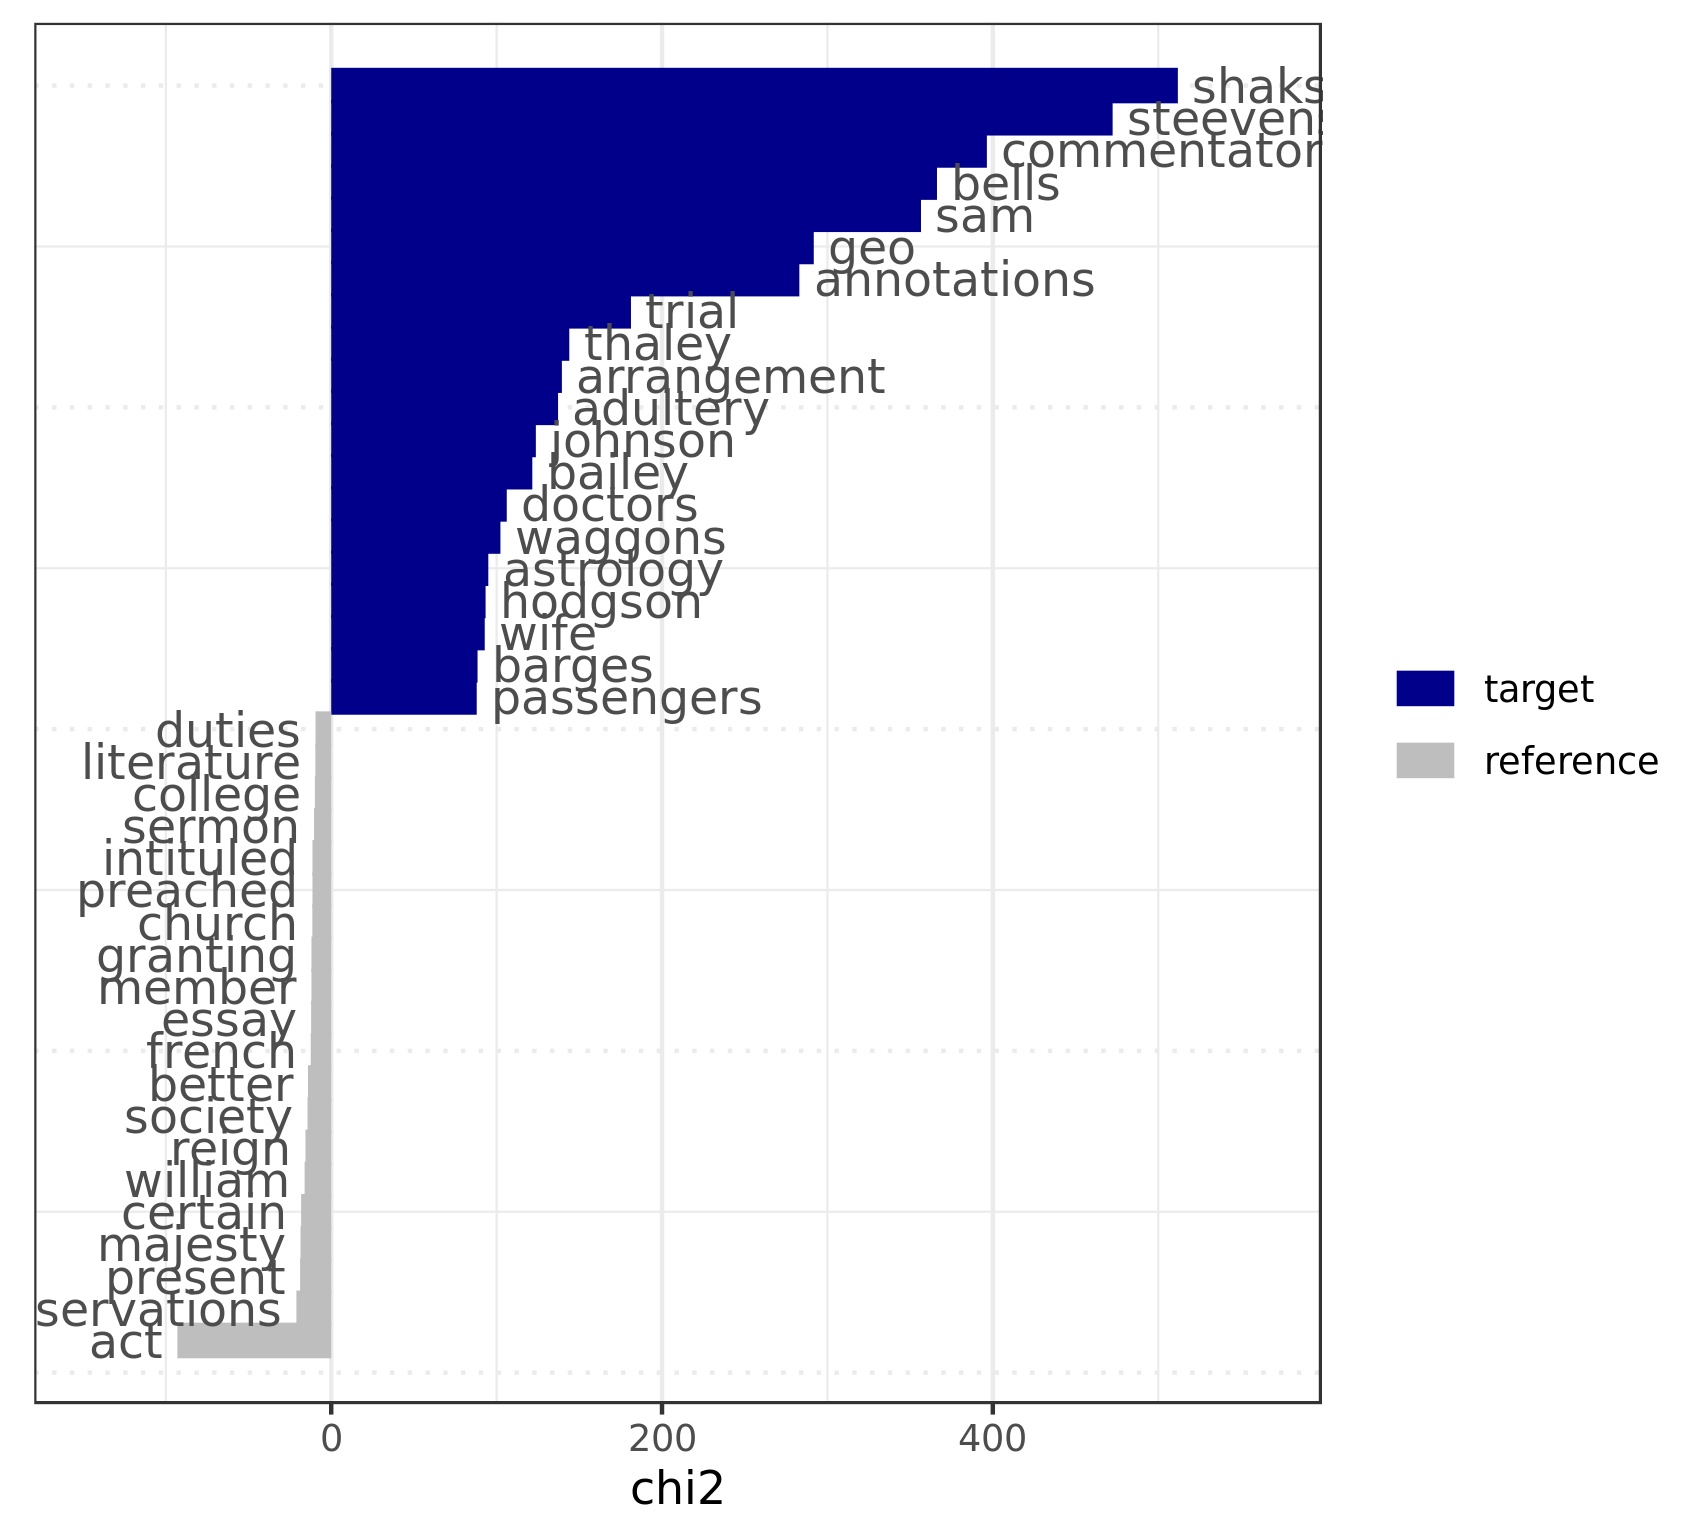 shaks
steevens
commentator
bells
sam
geo
annotations
trial
thaley
arrangement
adultery
johnson
bailey
doctors
waggons
astrology
hodgson
wife
barges
passengers
duties
literature
college
sermon
intituled
preached
church
granting
member
essay
french
better
society
reign
william
certain
majesty
present
servations
act
target
reference
0 200 400
chi2